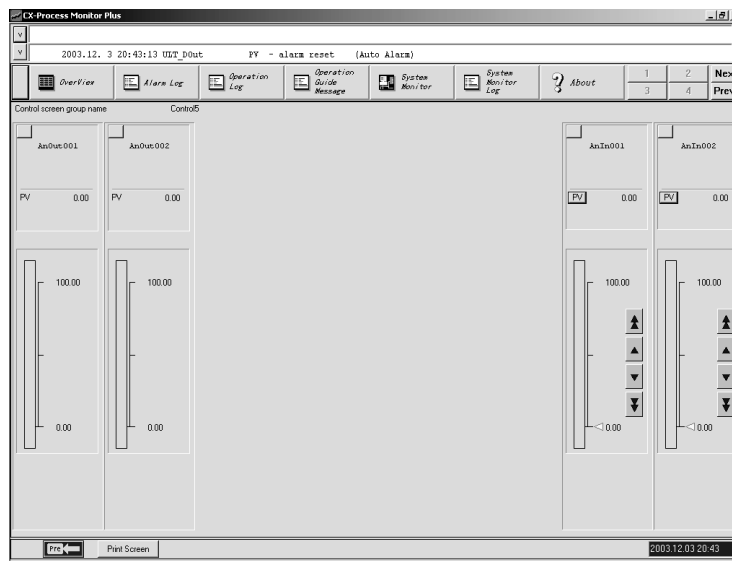 CX-Process Monitor Plus
v
v 2003.12. 3 20:43:13 ULT_DOut PV - alarm reset (Auto Alarm)
OverView Alarm Log Operation Log Operation Guide Message System Monitor System Monitor Log ? About 1 2 Nex
3 4 Prev
Control screen group name Control5
AnOut001 AnOut002 AnIn001 AnIn002
PV 0.00 PV 0.00 PV 0.00 PV 0.00
100.00 100.00 100.00 100.00
0.00 0.00 0.00 0.00
Pre Print Screen 2003.12.03 20:43